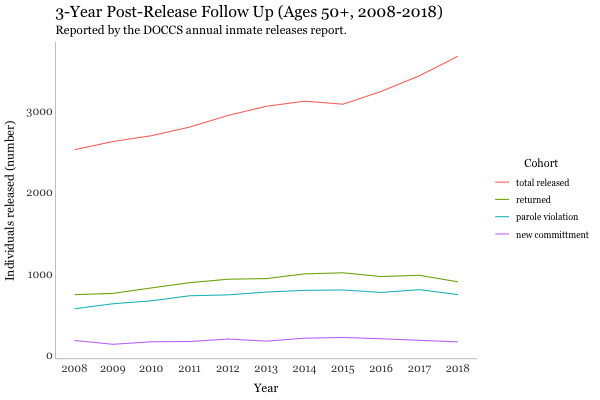 3-Year Post-Release Follow Up (Ages 50+, 2008-2018)
Reported by the DOCCS annual inmate releases report.
Individuals released (number)
3000
2000
1000
0
2008 2009 2010 2011 2012 2013 2014 2015 2016 2017 2018
Year
Cohort
total released
returned
parole violation
new committment